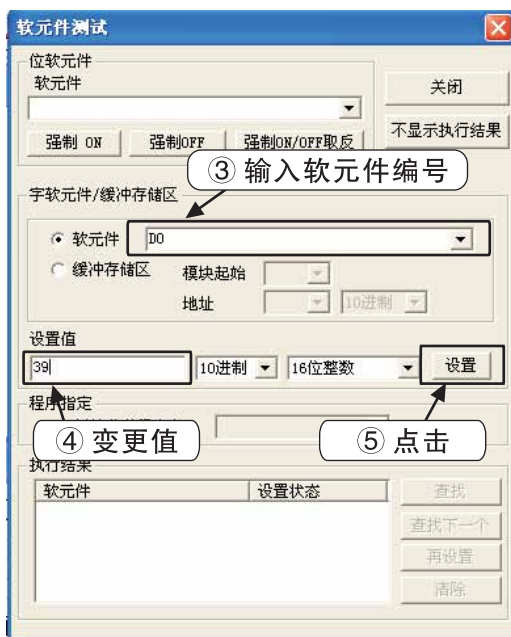 软元件测试
位软元件
软元件
关闭
强制 ON
强制OFF
强制ON/OFF取反
不显示执行结果
③ 输入软元件编号
字软元件/缓冲存储区
软元件
D0
缓冲存储区
模块起始
地址
10进制
设置值
39
10进制
16位整数
设置
程序指定
④ 变更值
⑤ 点击
执行结果
软元件
设置状态
查找
查找下一个
再设置
清除